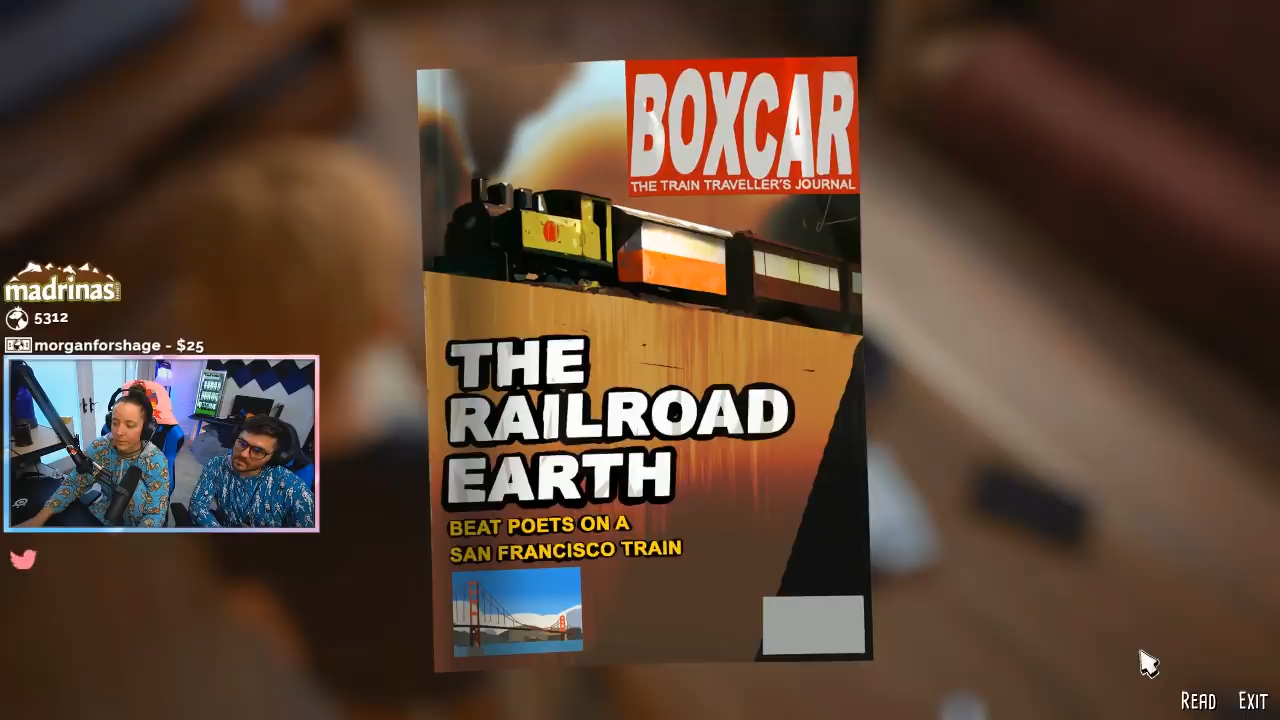 BOXCAR
THE TRAIN TRAVELLER'S JOURNAL
madrinas
5312
morganforshage - $25
THE
RAILROAD
EARTH
BEAT POETS ON A
SAN FRANCISCO TRAIN
READ EXIT